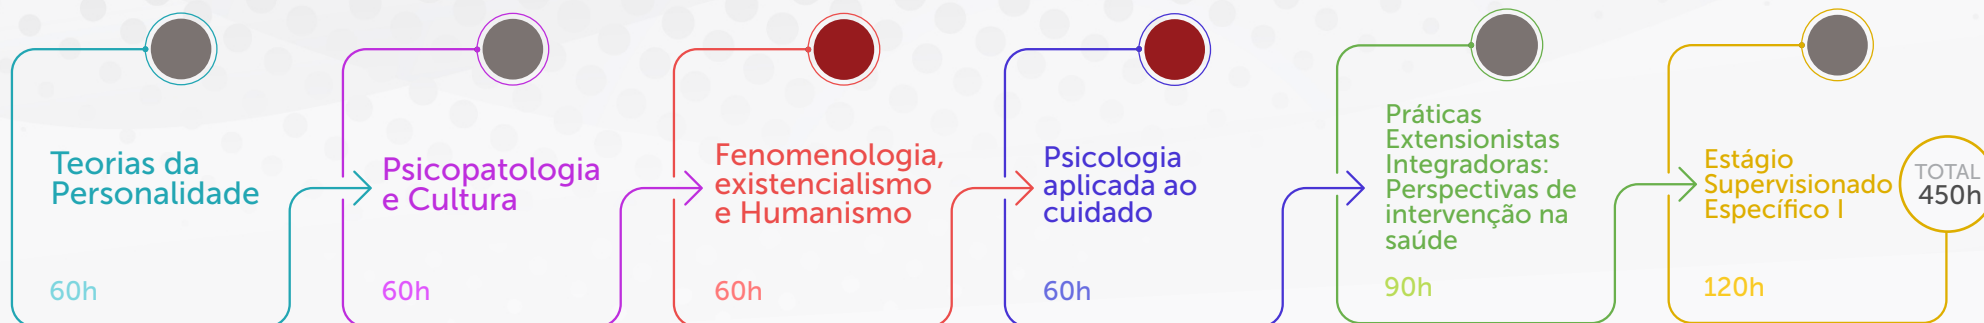 Teorias da
Personalidade
60h
Psicopatologia
e Cultura
60h
Fenomenologia,
existencialismo
e Humanismo
60h
Psicologia
aplicada ao
cuidado
60h
Práticas
Extensionistas
Integradoras:
Perspectivas de
intervenção na
saúde
90h
Estágio
Supervisionado
Específico I
120h
TOTAL
450h